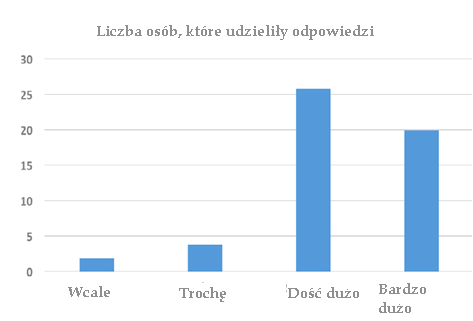 Liczba osób, które udzieliły odpowiedzi
30
25
20
15
10
5
0
Wcale
Trochę
Dość dużo
Bardzo
dużo